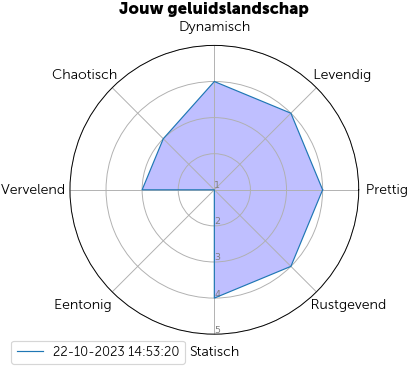 Jouw geluidslandschap
Dynamisch
Chaotisch
Levendig
Vervelend
1
Prettig
2
3
4
Eentonig
Rustgevend
5
22-10-2023 14:53:20
Statisch